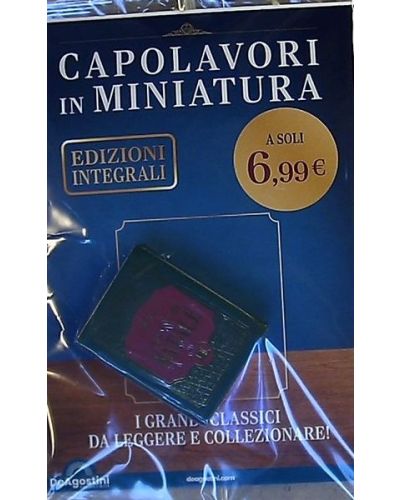 CAPOLAVORI
IN MINIATURA
EDIZIONI
INTEGRALI
A SOLI
6,99€
I GRANDI CLASSICI
DA LEGGERE E COLLEZIONARE!
DeAgostini
deagostini.com